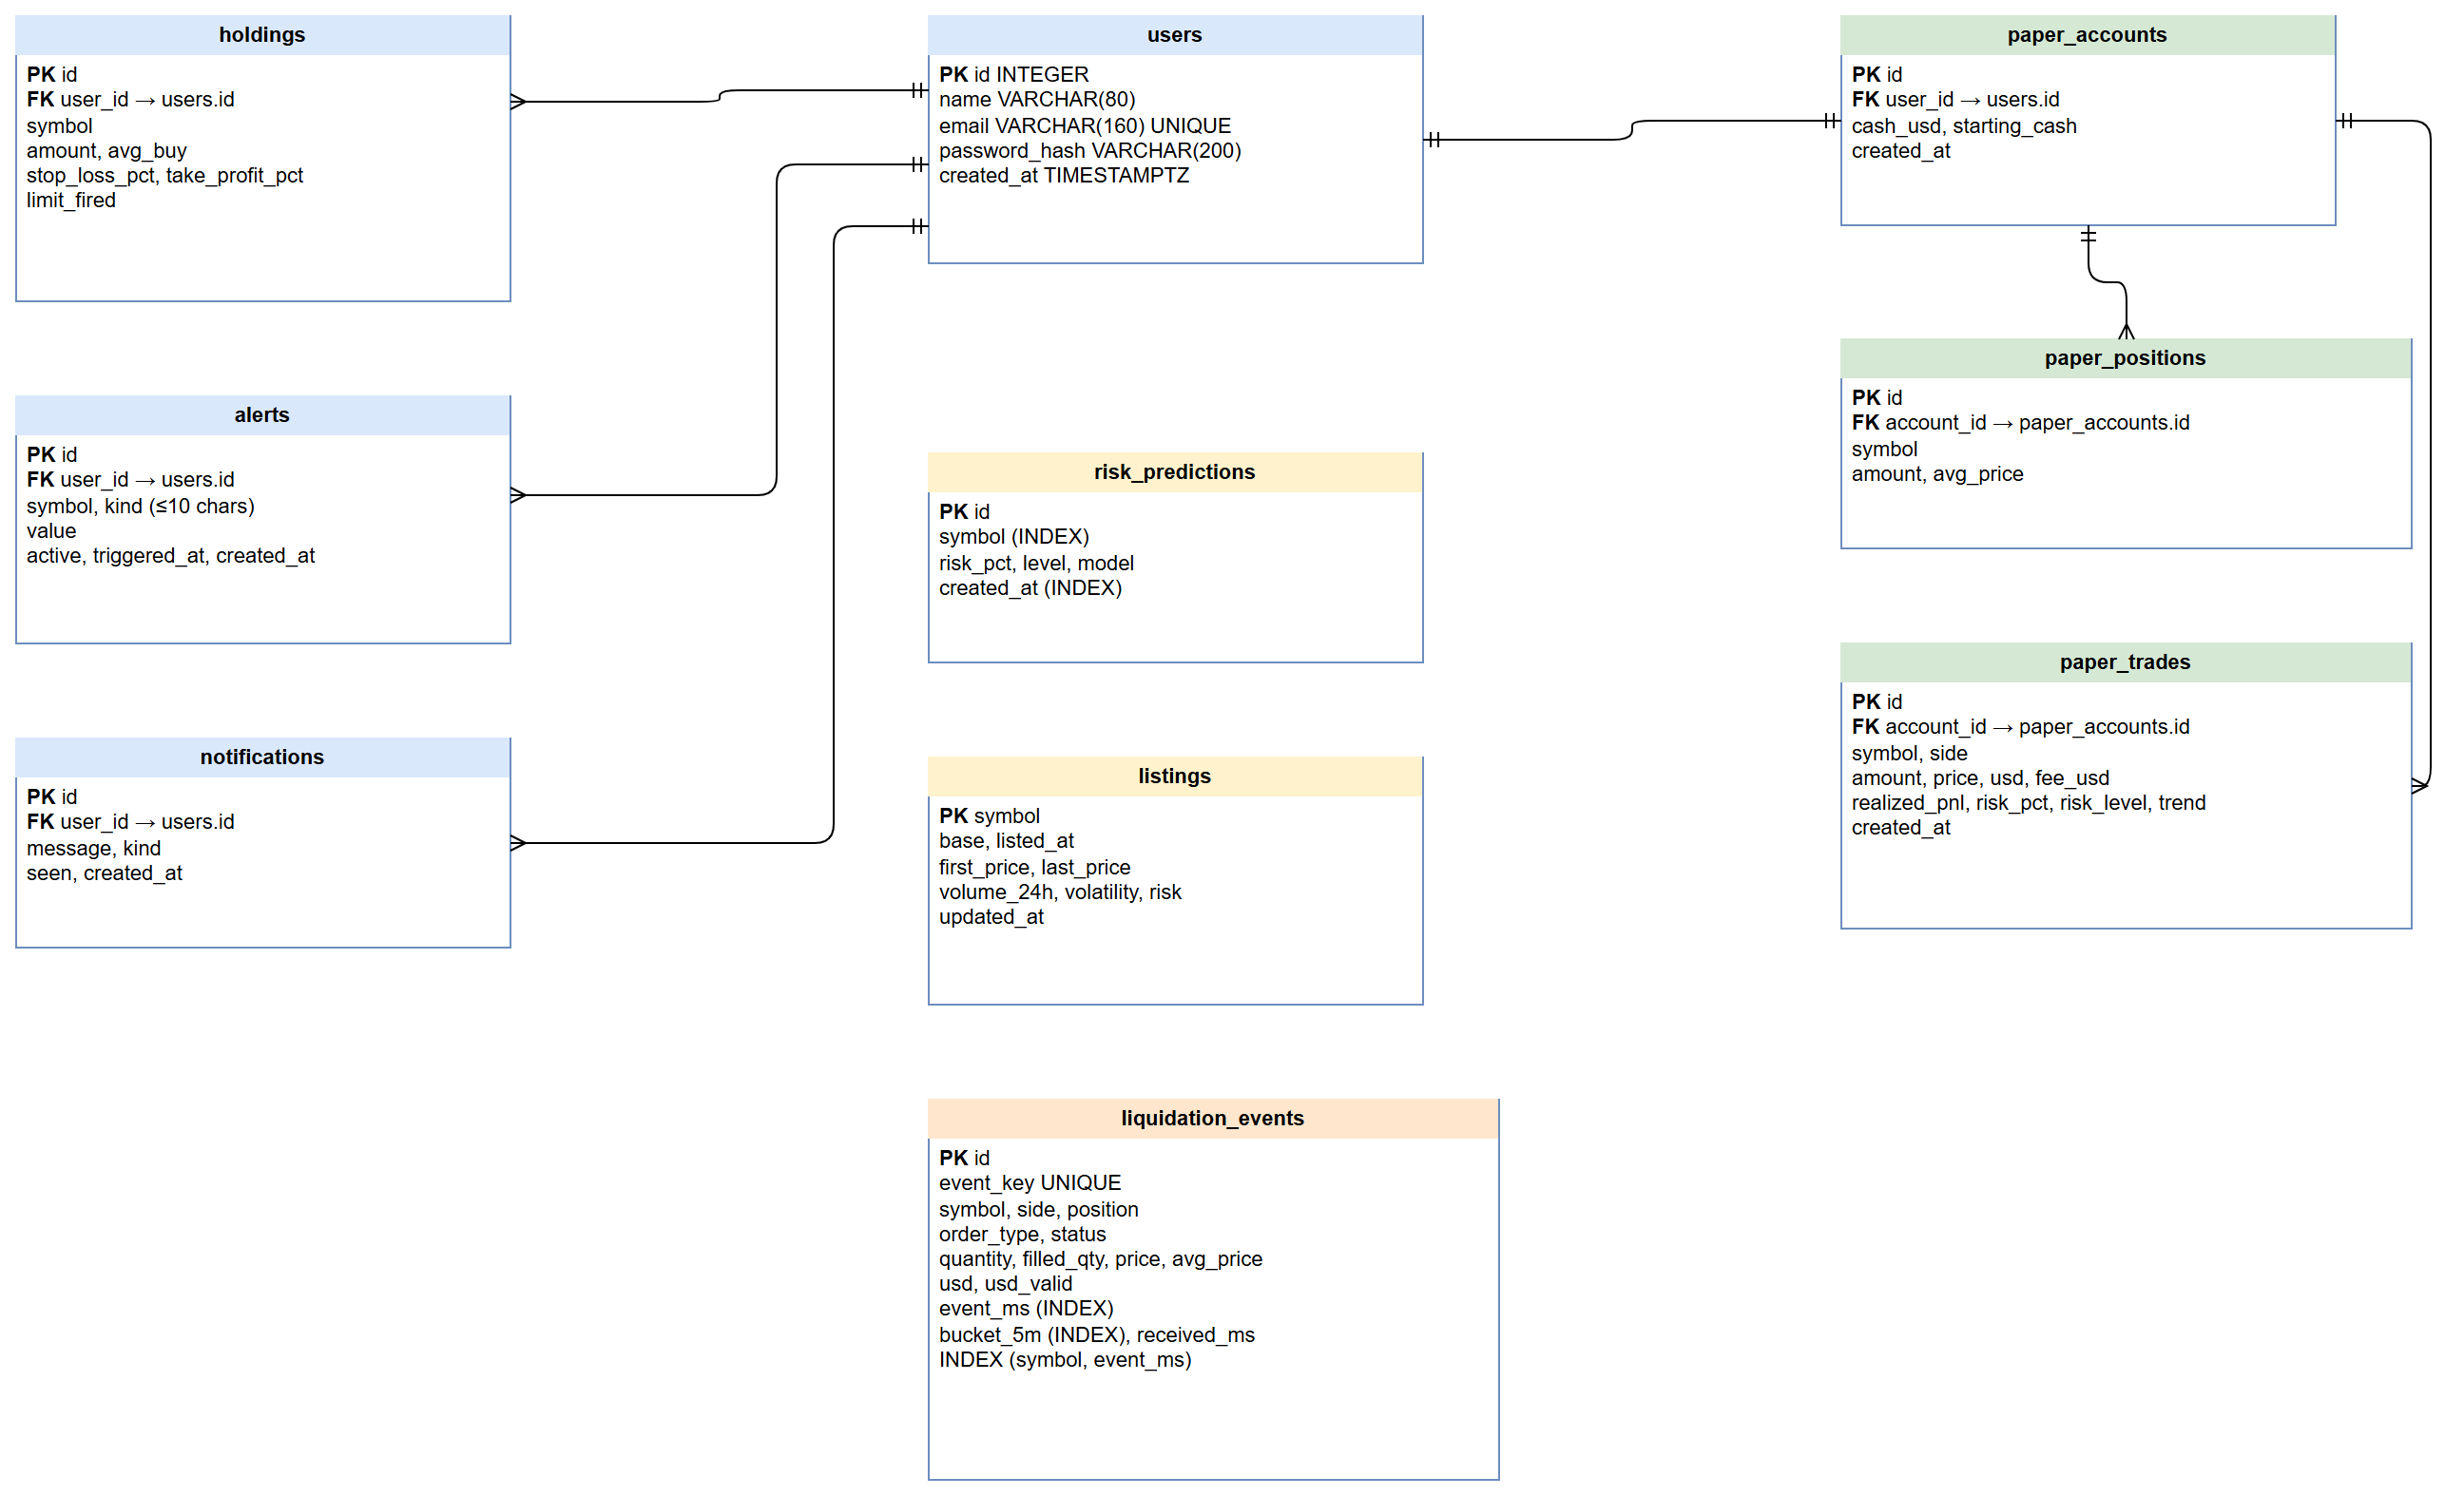 holdings
PK id
FK user_id → users.id
symbol
amount, avg_buy
stop_loss_pct, take_profit_pct
limit_fired
users
PK id INTEGER
name VARCHAR(80)
email VARCHAR(160) UNIQUE
password_hash VARCHAR(200)
created_at TIMESTAMPTZ
paper_accounts
PK id
FK user_id → users.id
cash_usd, starting_cash
created_at
alerts
PK id
FK user_id → users.id
symbol, kind (≤10 chars)
value
active, triggered_at, created_at
risk_predictions
PK id
symbol (INDEX)
risk_pct, level, model
created_at (INDEX)
paper_positions
PK id
FK account_id → paper_accounts.id
symbol
amount, avg_price
notifications
PK id
FK user_id → users.id
message, kind
seen, created_at
listings
PK symbol
base, listed_at
first_price, last_price
volume_24h, volatility, risk
updated_at
paper_trades
PK id
FK account_id → paper_accounts.id
symbol, side
amount, price, usd, fee_usd
realized_pnl, risk_pct, risk_level, trend
created_at
liquidation_events
PK id
event_key UNIQUE
symbol, side, position
order_type, status
quantity, filled_qty, price, avg_price
usd, usd_valid
event_ms (INDEX)
bucket_5m (INDEX), received_ms
INDEX (symbol, event_ms)